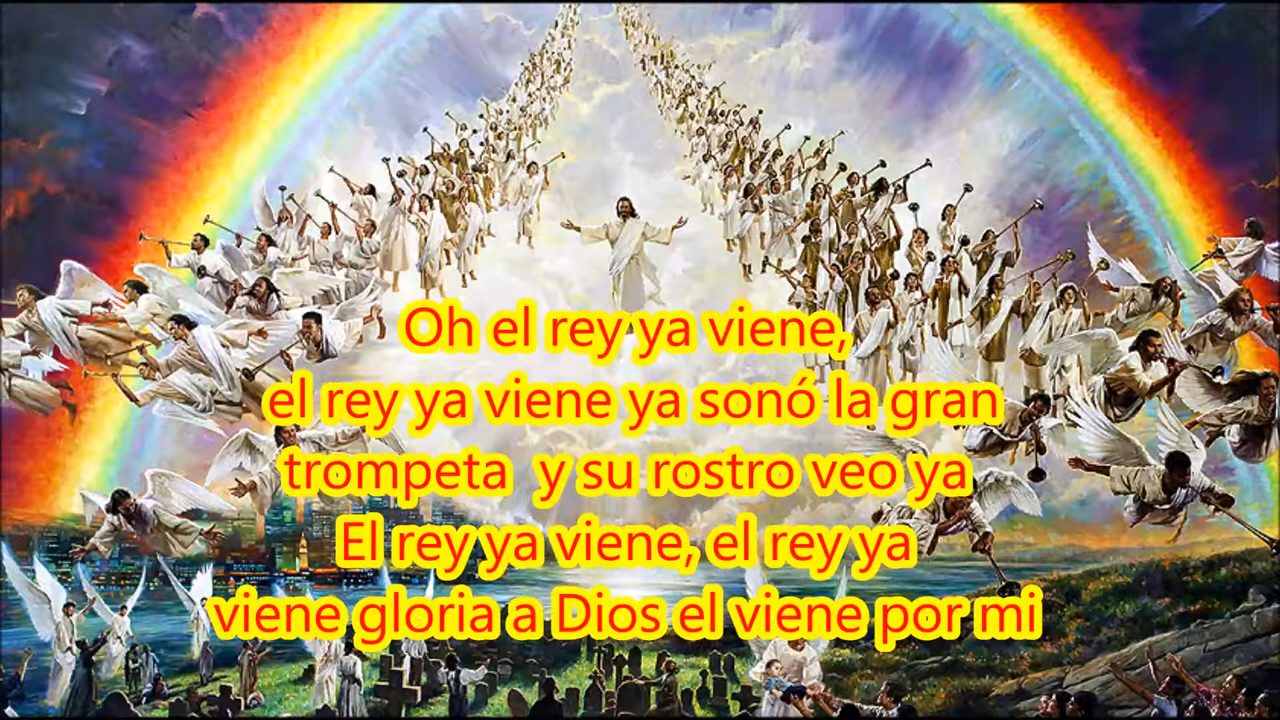 Oh el rey ya viene,
el rey ya viene ya sonó la gran
trompeta  y su rostro veo ya
El rey ya viene, el rey ya
viene gloria a Dios el viene por mi